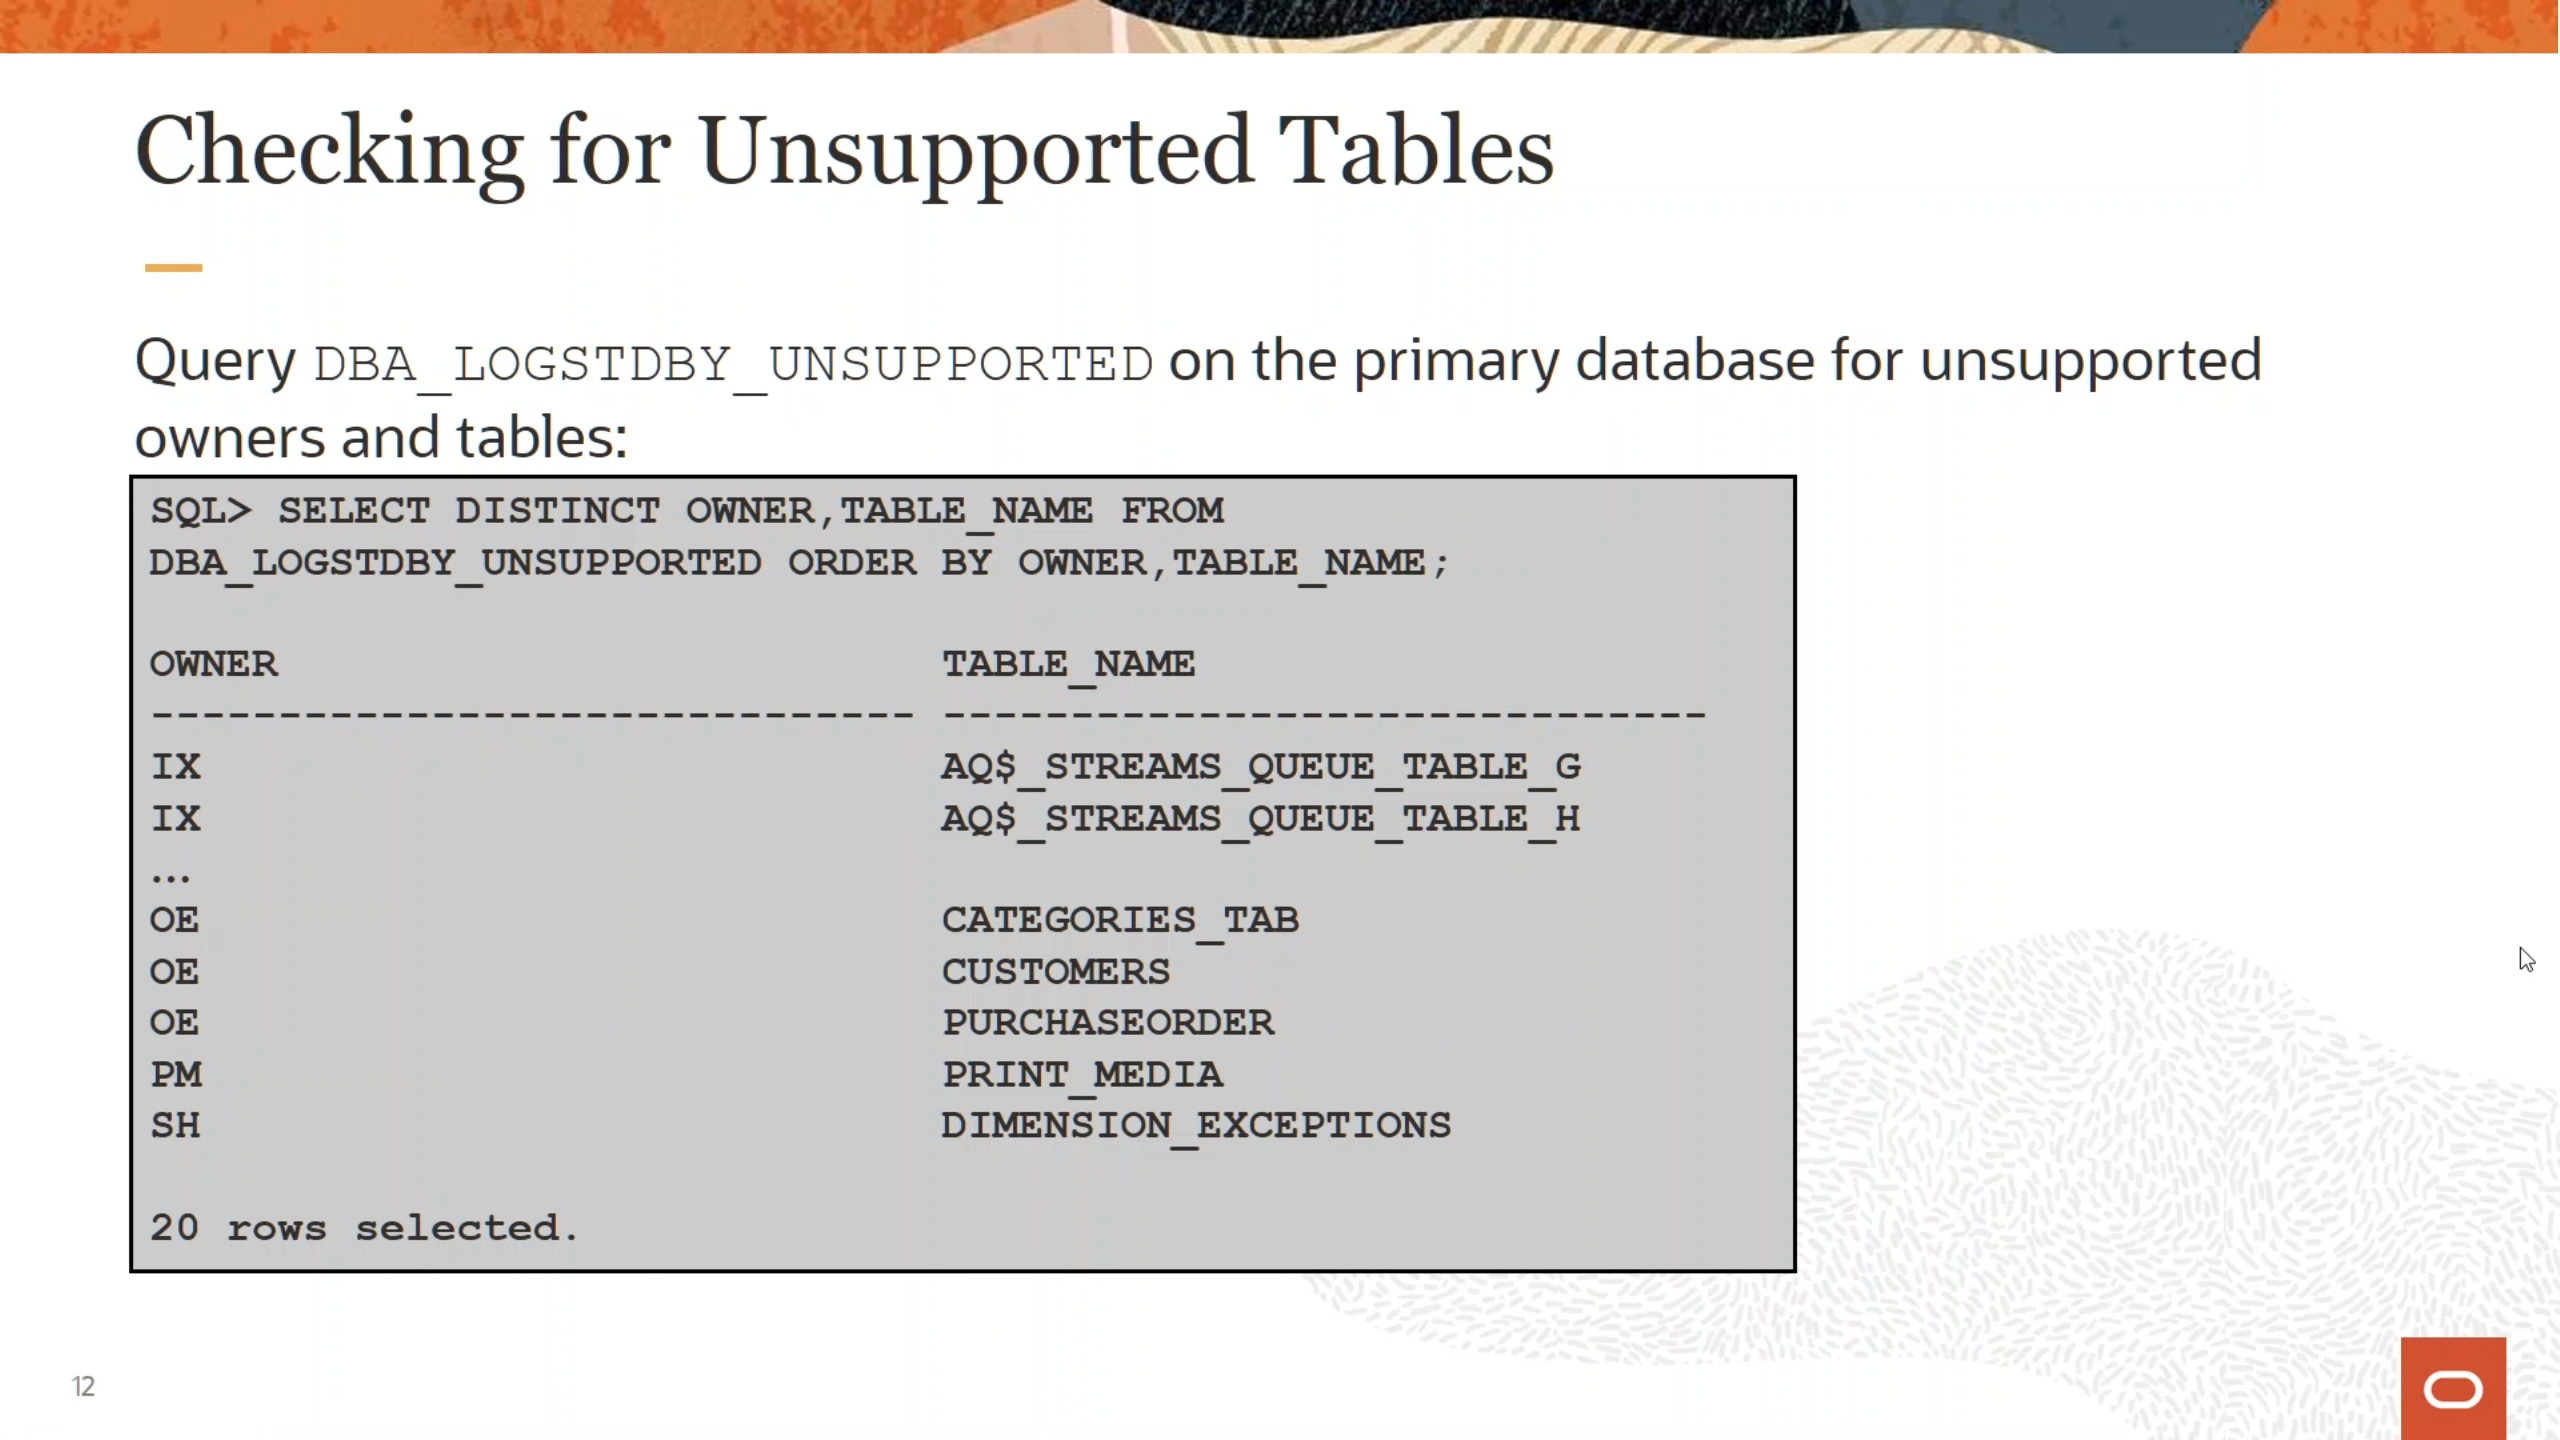 Checking for Unsupported Tables
Query DBA_LOGSTDBY_UNSUPPORTED on the primary database for unsupported
owners and tables:
SQL> SELECT DISTINCT OWNER,TABLE_NAME FROM
DBA_LOGSTDBY_UNSUPPORTED ORDER BY OWNER,TABLE_NAME;
OWNER                          TABLE_NAME
------------------------------ ------------------------------
IX                             AQ$_STREAMS_QUEUE_TABLE_G
IX                             AQ$_STREAMS_QUEUE_TABLE_H
...
OE                             CATEGORIES_TAB
OE                             CUSTOMERS
OE                             PURCHASEORDER
PM                             PRINT_MEDIA
SH                             DIMENSION_EXCEPTIONS
20 rows selected.
12